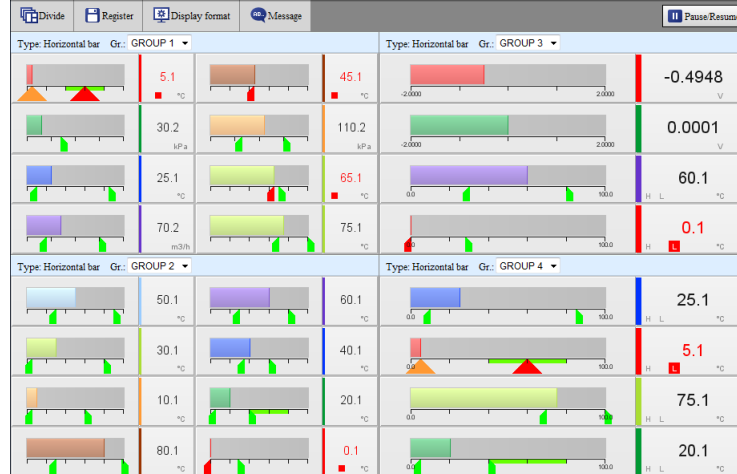 Divide Register Display format Message Pause/Resume
Type: Horizontal bar Gr.: GROUP 1
5.1 °C 45.1 °C
30.2 kPa 110.2 kPa
25.1 °C 65.1 °C
70.2 m3/h 75.1 °C
Type: Horizontal bar Gr.: GROUP 3
-2.0000 2.0000 -0.4948 V
-2.0000 2.0000 0.0001 V
0.0 100.0 60.1 H L °C
0.0 100.0 0.1 H L °C
Type: Horizontal bar Gr.: GROUP 2
50.1 °C 60.1 °C
30.1 °C 40.1 °C
10.1 °C 20.1 °C
80.1 °C 0.1 °C
Type: Horizontal bar Gr.: GROUP 4
0.0 100.0 25.1 H L °C
0.0 100.0 5.1 H L °C
0.0 100.0 75.1 H L °C
0.0 100.0 20.1 H L °C